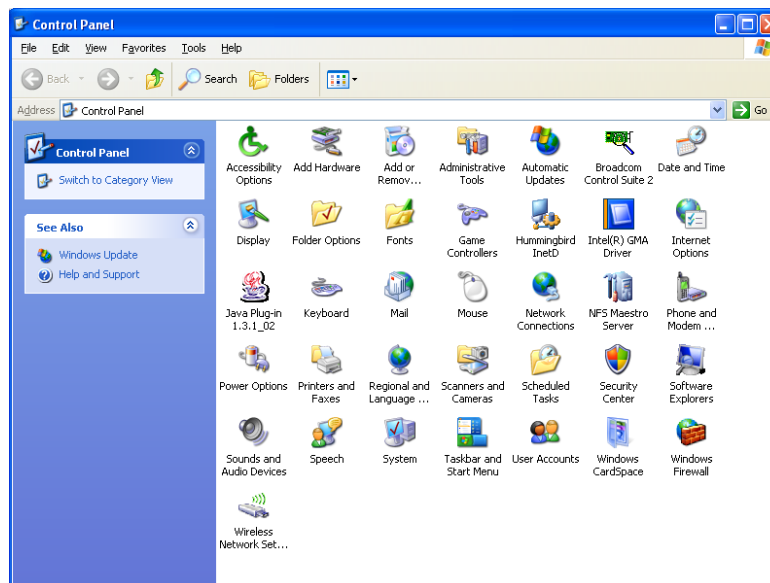 Control Panel
File Edit View Favorites Tools Help
Back Search Folders
Address Control Panel Go
Control Panel
Switch to Category View
See Also
Windows Update
Help and Support
Accessibility Options
Add Hardware
Add or Remov...
Administrative Tools
Automatic Updates
Broadcom Control Suite 2
Date and Time
Display
Folder Options
Fonts
Game Controllers
Hummingbird InetD
Intel(R) GMA Driver
Internet Options
Java Plug-in 1.3.1_02
Keyboard
Mail
Mouse
Network Connections
NFS Maestro Server
Phone and Modem ...
Power Options
Printers and Faxes
Regional and Language ...
Scanners and Cameras
Scheduled Tasks
Security Center
Software Explorers
Sounds and Audio Devices
Speech
System
Taskbar and Start Menu
User Accounts
Windows CardSpace
Windows Firewall
Wireless Network Set...